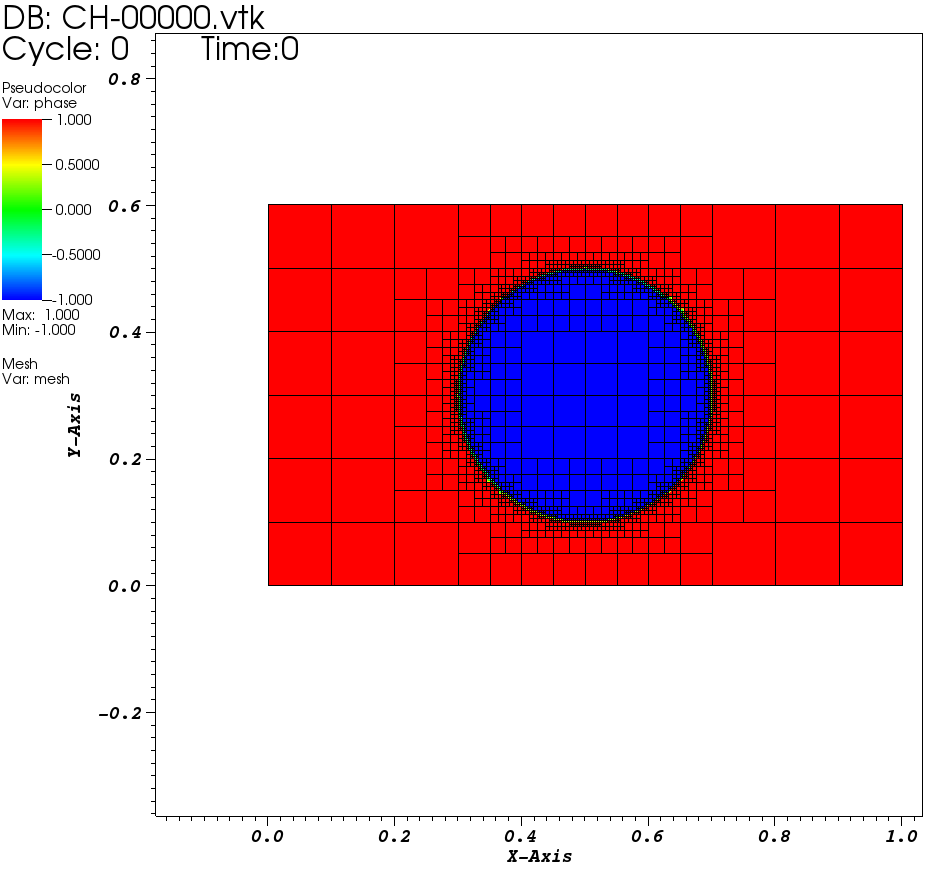 DB: CH-00000.vtk
Cycle: 0 Time:0
Pseudocolor
Var: phase
1.000
0.5000
0.000
-0.5000
-1.000
Max: 1.000
Min: -1.000
Mesh
Var: mesh
Y-Axis
0.8
0.6
0.4
0.2
0.0
-0.2
0.0 0.2 0.4 0.6 0.8 1.0
X-Axis